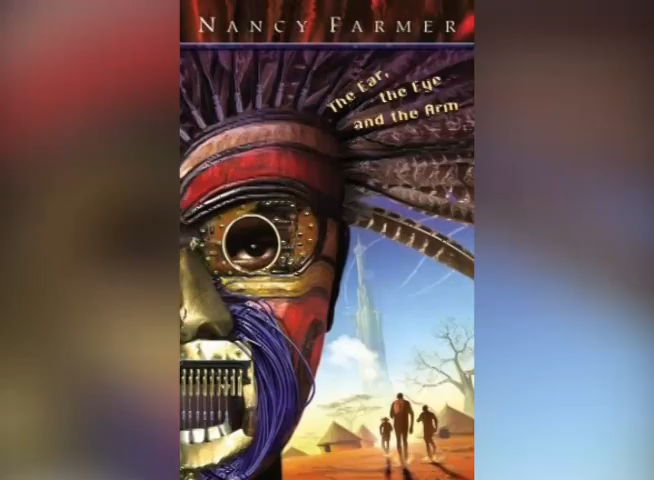 NANCY FARMER
The Ear,
the Eye
and the Arm